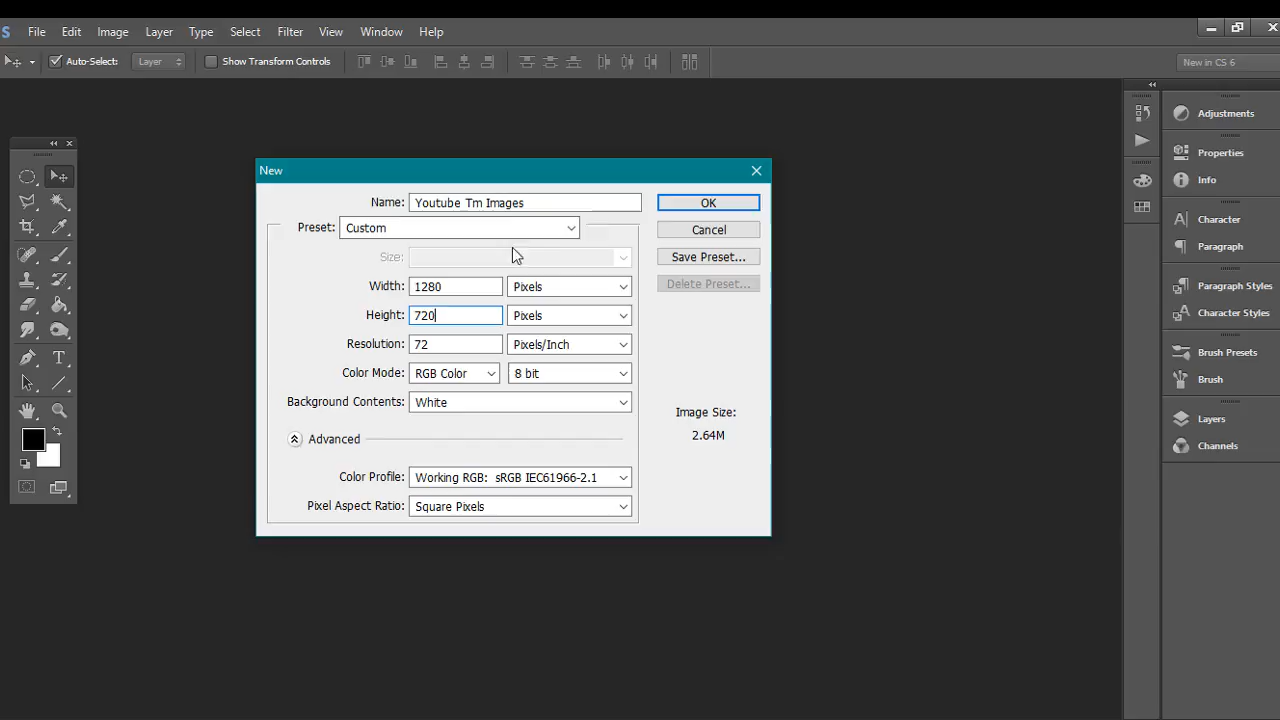 S File Edit Image Layer Type Select Filter View Window Help
Auto-Select: Layer Show Transform Controls New in CS 6
New
Name: Youtube Tm Images
OK
Preset: Custom
Cancel
Size:
Save Preset...
Width: 1280 Pixels
Delete Preset...
Height: 720 Pixels
Resolution: 72 Pixels/Inch
Color Mode: RGB Color 8 bit
Background Contents: White
Image Size:
2.64M
Advanced
Color Profile: Working RGB: sRGB IEC61966-2.1
Pixel Aspect Ratio: Square Pixels
T
Adjustments
Properties
Info
A Character
Paragraph
Paragraph Styles
Character Styles
Brush Presets
Brush
Layers
Channels